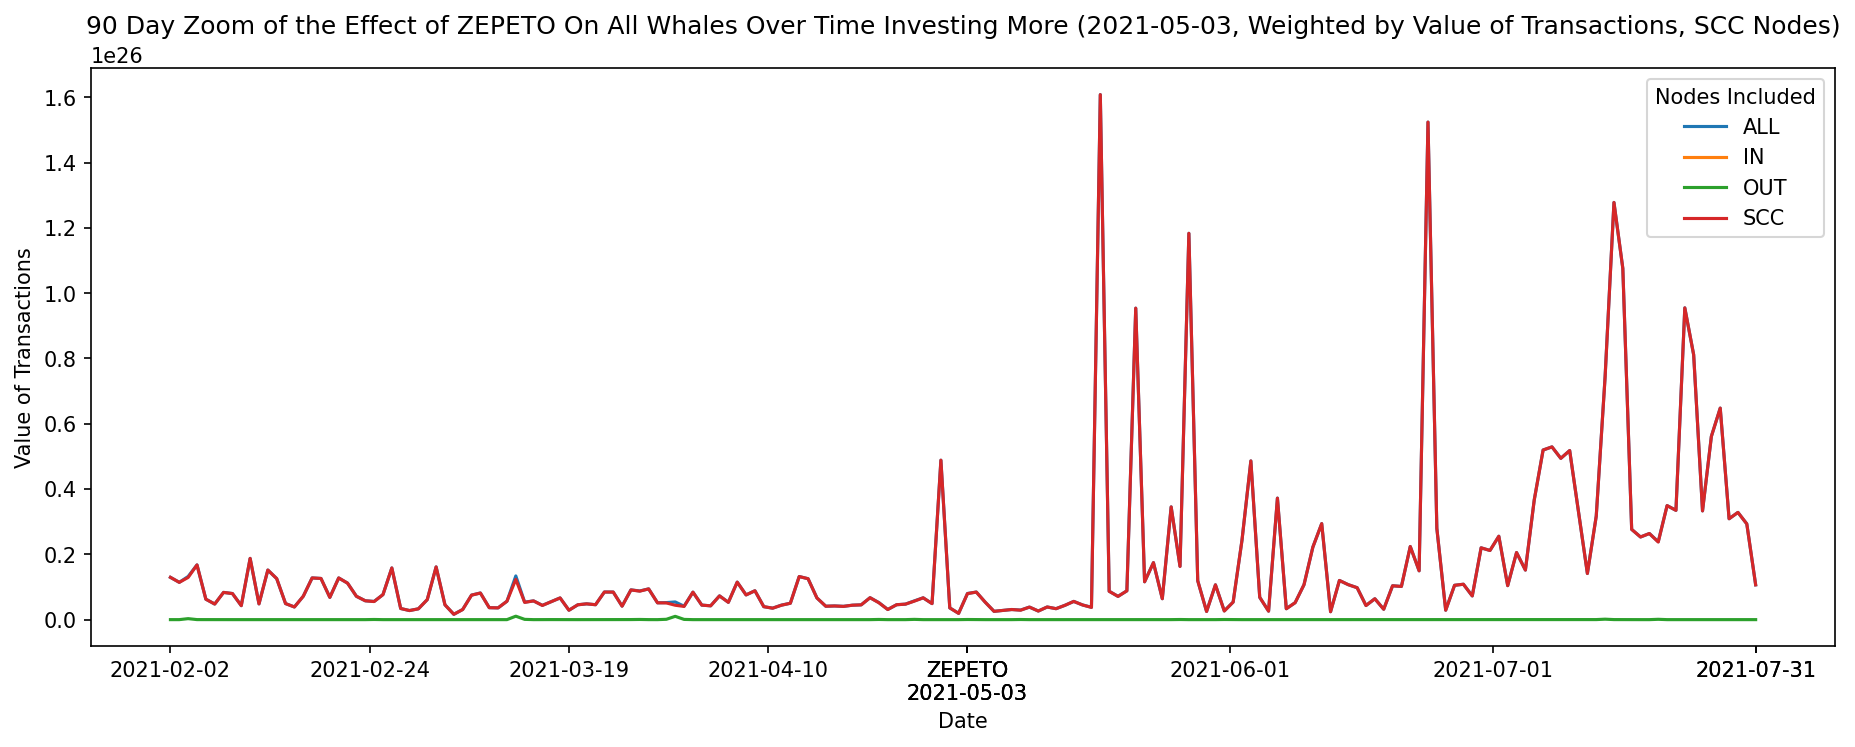 90 Day Zoom of the Effect of ZEPETO On All Whales Over Time Investing More (2021-05-03, Weighted by Value of Transactions, SCC Nodes)
1e26
1.6
1.4
1.2
1.0
0.8
0.6
0.4
0.2
0.0
Value of Transactions
Nodes Included
ALL
IN
OUT
SCC
2021-02-02 2021-02-24 2021-03-19 2021-04-10 ZEPETO 2021-06-01 2021-07-01 2021-07-31
2021-05-03
Date